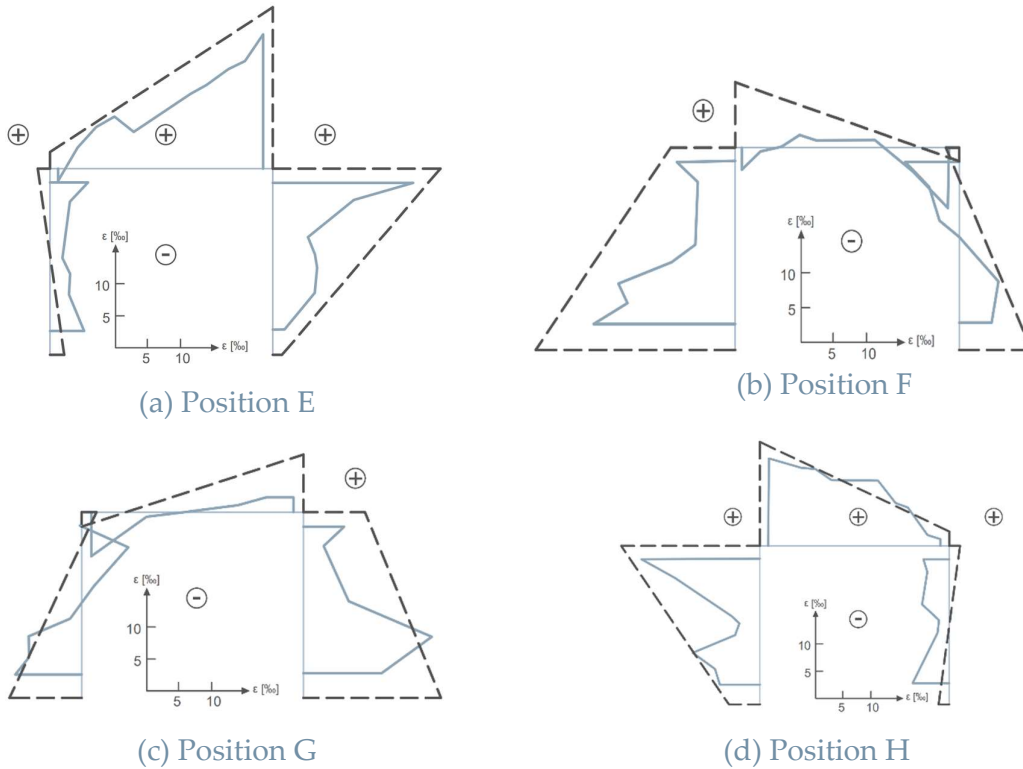 ⊕ ⊕ ⊕
ε [‰]
10
5
⊖
5 10 ε [‰]
(a) Position E
⊕
ε [‰]
10
5
⊖
5 10 ε [‰]
(b) Position F
⊕
ε [‰]
10
5
⊖
5 10 ε [‰]
(c) Position G
⊕ ⊕ ⊕
ε [‰]
10
5
⊖
5 10 ε [‰]
(d) Position H